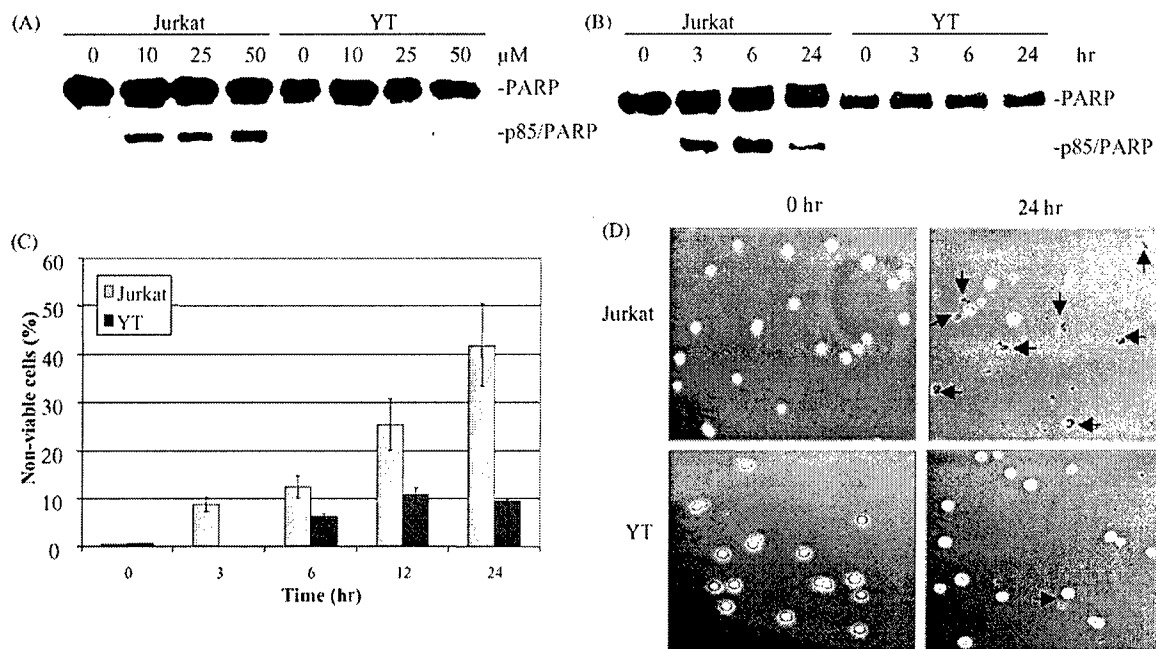 (A) Jurkat YT
0 10 25 50 0 10 25 50 μM
-PARP
-p85/PARP
(B) Jurkat YT
0 3 6 24 0 3 6 24 hr
-PARP
-p85/PARP
(C)
60
50
40
30
20
10
0
Non-viable cells (%)
Jurkat
YT
0 3 6 12 24
Time (hr)
(D) 0 hr 24 hr
Jurkat
YT